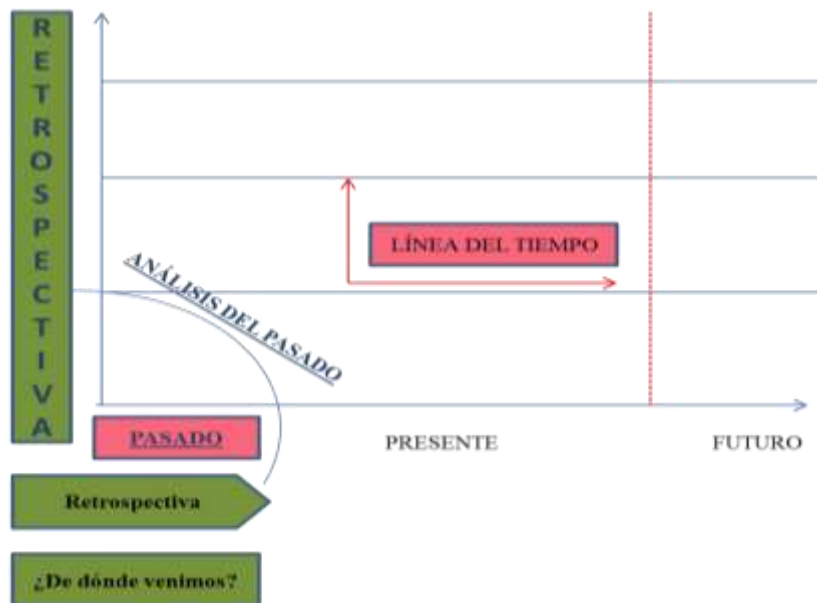 RETROSPECTIVA
LÍNEA DEL TIEMPO
ANÁLISIS DEL PASADO
PASADO
PRESENTE
FUTURO
Retrospectiva
¿De dónde venimos?